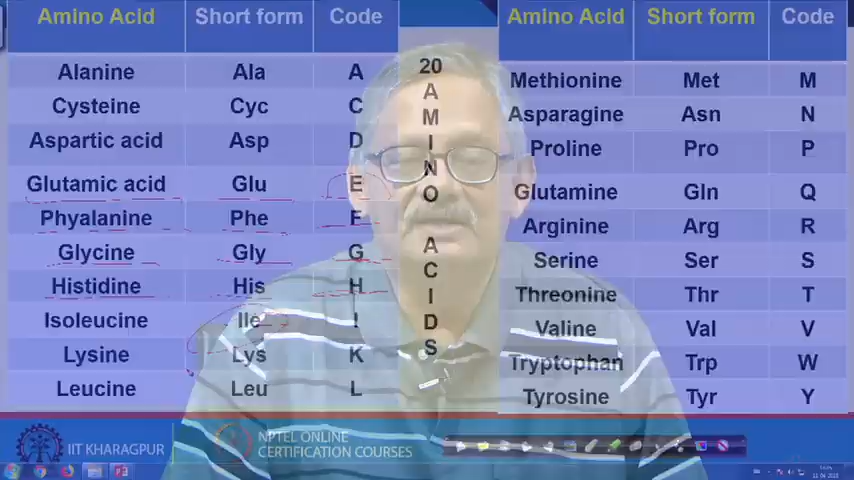 Amino Acid Short form Code
Alanine Ala A
Cysteine Cyc C
Aspartic acid Asp D
Glutamic acid Glu E
Phyalanine Phe F
Glycine Gly G
Histidine His H
Isoleucine Ile I
Lysine Lys K
Leucine Leu L
20
A
M
I
N
O
A
C
I
D
S
Amino Acid Short form Code
Methionine Met M
Asparagine Asn N
Proline Pro P
Glutamine Gln Q
Arginine Arg R
Serine Ser S
Threonine Thr T
Valine Val V
Tryptophan Trp W
Tyrosine Tyr Y
IIT KHARAGPUR
NPTEL ONLINE
CERTIFICATION COURSES